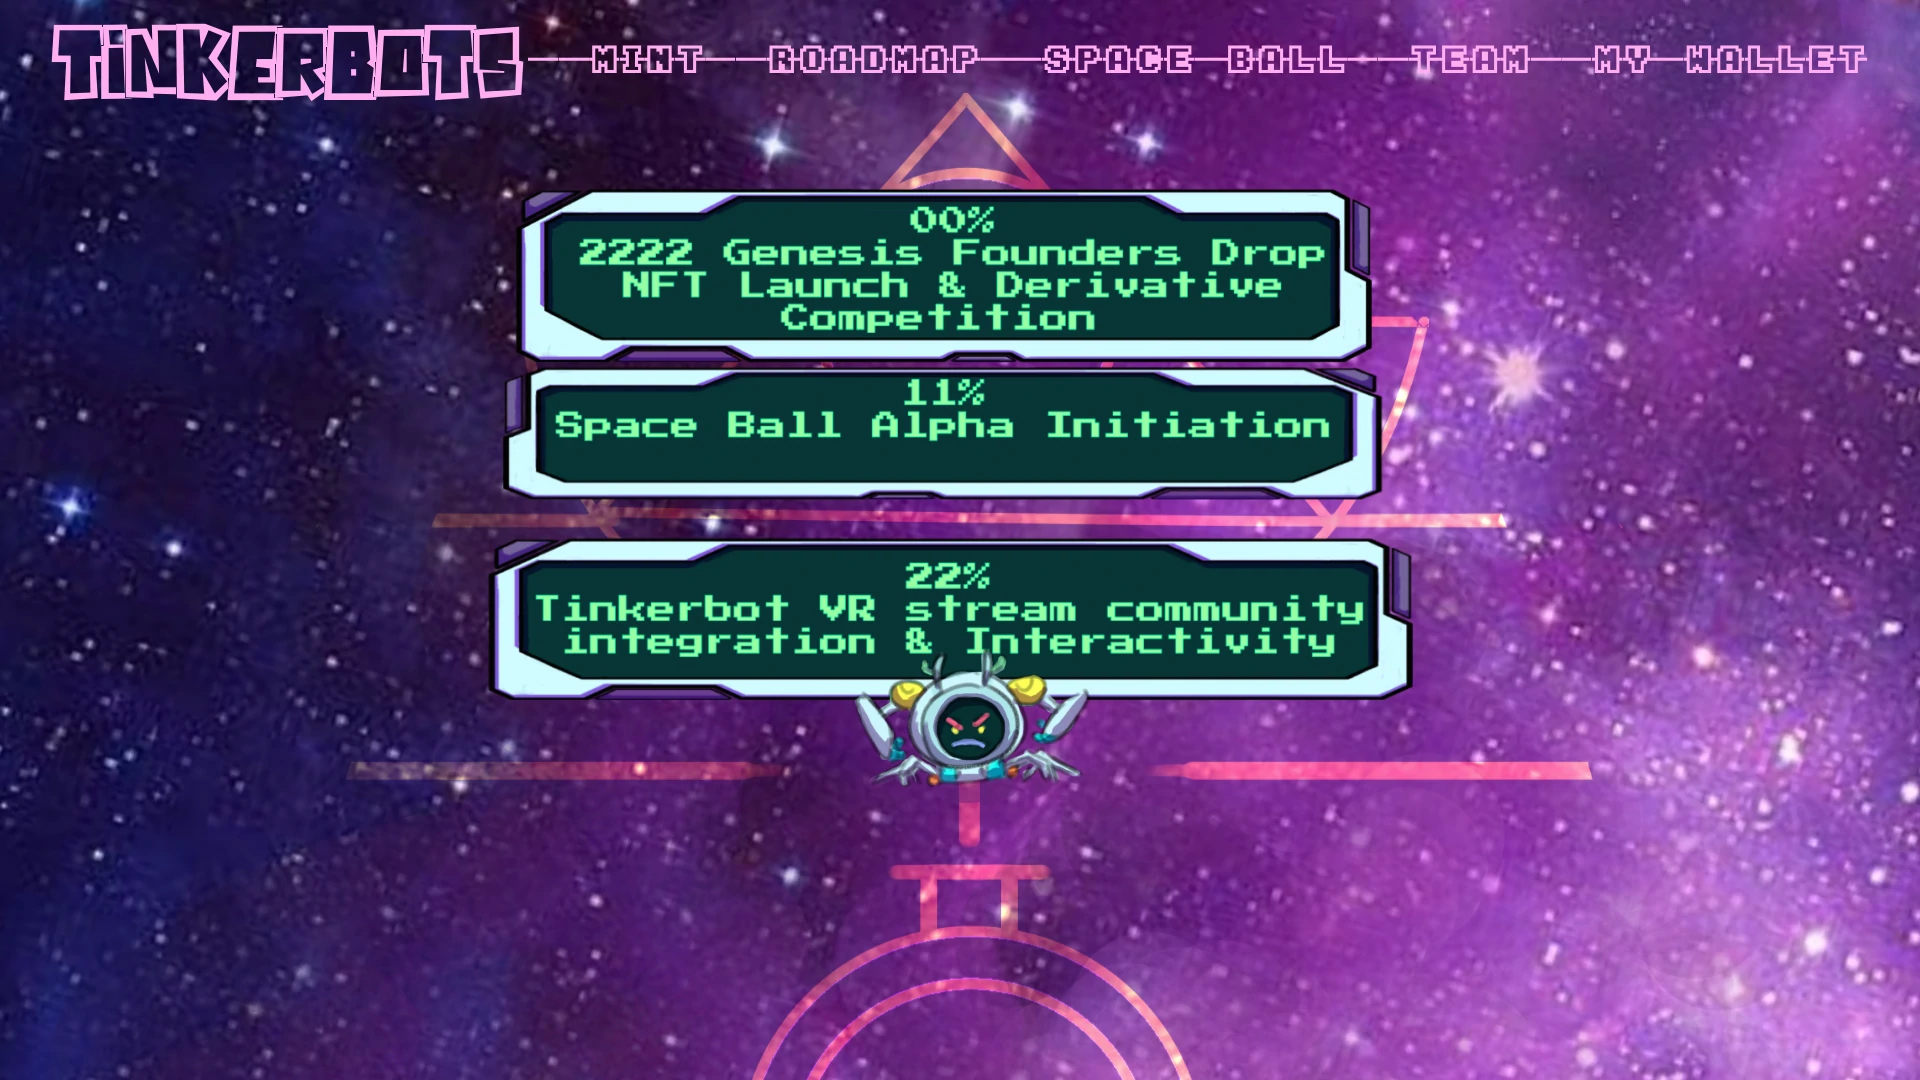 TiNKERBOTS
MINT ROADMAP SPACE BALL TEAM MY WALLET
00%
2222 Genesis Founders Drop
NFT Launch & Derivative
Competition
11%
Space Ball Alpha Initiation
22%
Tinkerbot VR stream community
integration & Interactivity